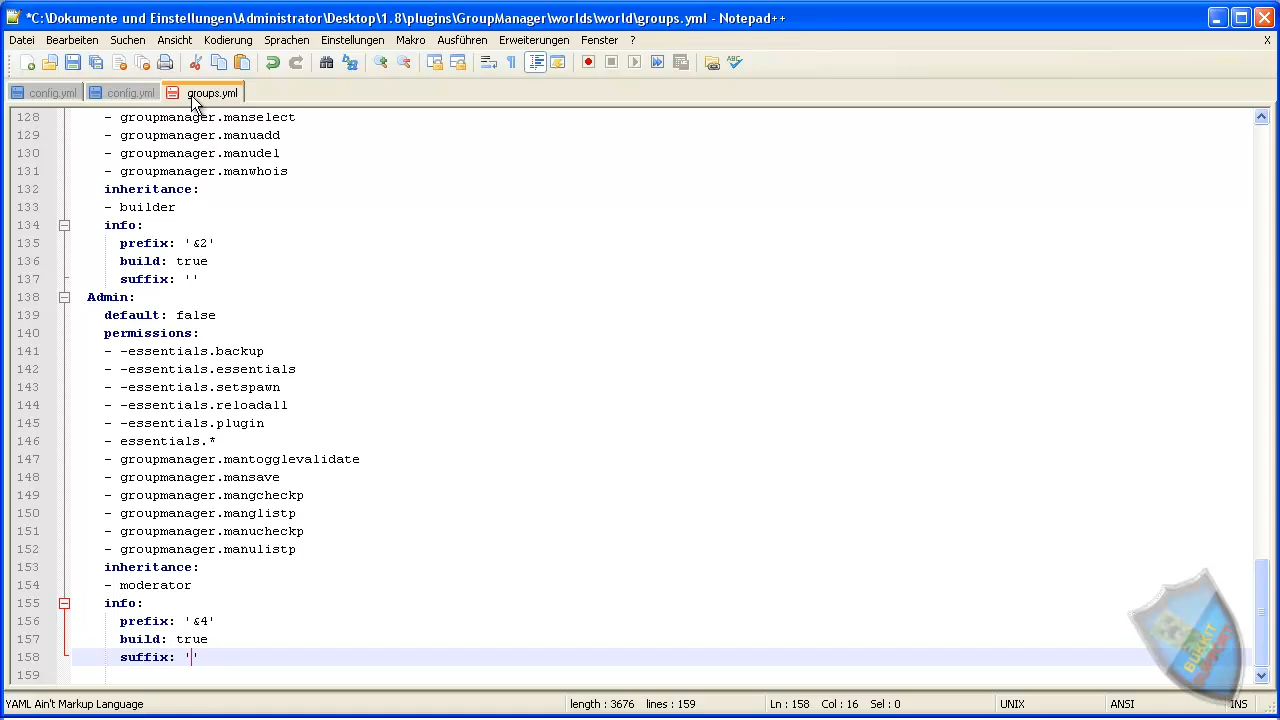 *C:\Dokumente und Einstellungen\Administrator\Desktop\1.8\plugins\GroupManager\worlds\world\groups.yml - Notepad++
Datei Bearbeiten Suchen Ansicht Kodierung Sprachen Einstellungen Makro Ausführen Erweiterungen Fenster ? X
config.yml config.yml groups.yml
128 - groupmanager.manselect
129 - groupmanager.manuadd
130 - groupmanager.manudel
131 - groupmanager.manwhois
132 inheritance:
133 - builder
134 info:
135 prefix: '&2'
136 build: true
137 suffix: ''
138 Admin:
139 default: false
140 permissions:
141 - -essentials.backup
142 - -essentials.essentials
143 - -essentials.setspawn
144 - -essentials.reloadall
145 - -essentials.plugin
146 - essentials.*
147 - groupmanager.mantogglevalidate
148 - groupmanager.mansave
149 - groupmanager.mangcheckp
150 - groupmanager.manglistp
151 - groupmanager.manucheckp
152 - groupmanager.manulistp
153 inheritance:
154 - moderator
155 info:
156 prefix: '&4'
157 build: true
158 suffix: ''
159
BUKKIT
YAML Ain't Markup Language length : 3676 lines : 159 Ln : 158 Col : 16 Sel : 0 UNIX ANSI INS